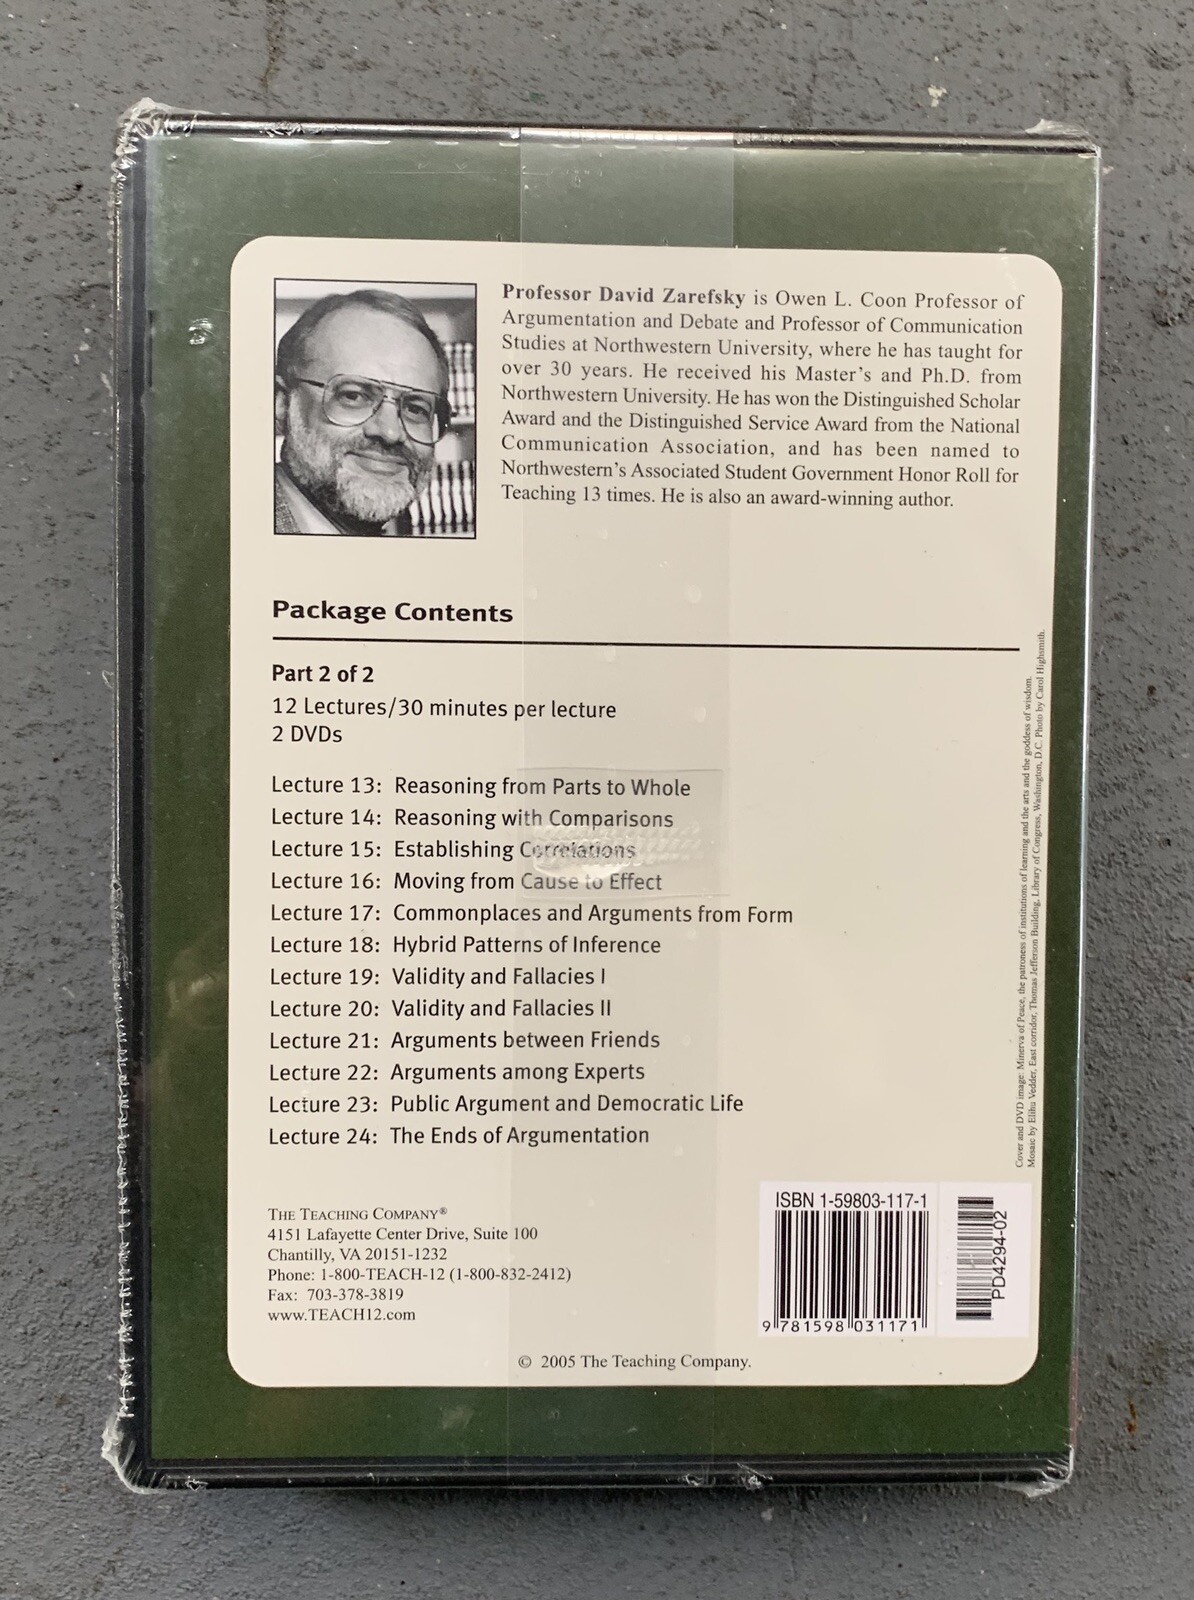 Professor David Zarefsky is Owen L. Coon Professor of
Argumentation and Debate and Professor of Communication
Studies at Northwestern University, where he has taught for
over 30 years. He received his Master's and Ph.D. from
Northwestern University. He has won the Distinguished Scholar
Award and the Distinguished Service Award from the National
Communication Association, and has been named to
Northwestern's Associated Student Government Honor Roll for
Teaching 13 times. He is also an award-winning author.
Package Contents
Part 2 of 2
12 Lectures/30 minutes per lecture
2 DVDs
Lecture 13: Reasoning from Parts to Whole
Lecture 14: Reasoning with Comparisons
Lecture 15: Establishing Correlations
Lecture 16: Moving from Cause to Effect
Lecture 17: Commonplaces and Arguments from Form
Lecture 18: Hybrid Patterns of Inference
Lecture 19: Validity and Fallacies I
Lecture 20: Validity and Fallacies II
Lecture 21: Arguments between Friends
Lecture 22: Arguments among Experts
Lecture 23: Public Argument and Democratic Life
Lecture 24: The Ends of Argumentation
Cover and DVD image: Minerva of Peace, the patroness of institutions of learning and the arts and the goddess of wisdom.
Mosaic by Elihu Vedder, East corridor, Thomas Jefferson Building, Library of Congress, Washington, D.C. Photo by Carol Highsmith.
THE TEACHING COMPANY®
4151 Lafayette Center Drive, Suite 100
Chantilly, VA 20151-1232
Phone: 1-800-TEACH-12 (1-800-832-2412)
Fax: 703-378-3819
www.TEACH12.com
ISBN 1-59803-117-1
9 781598 031171
PD4294-02
© 2005 The Teaching Company.